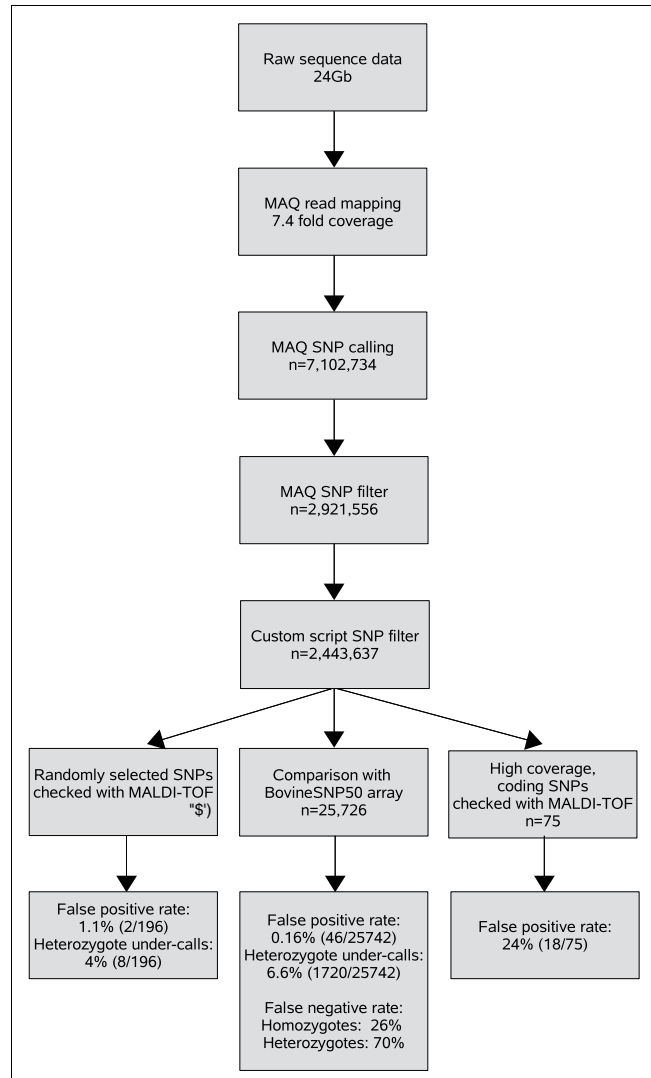 Raw sequence data
24Gb
MAQ read mapping
7.4 fold coverage
MAQ SNP calling
n=7,102,734
MAQ SNP filter
n=2,921,556
Custom script SNP filter
n=2,443,637
Randomly selected SNPs
checked with MALDI-TOF
"$')
Comparison with
BovineSNP50 array
n=25,726
High coverage,
coding SNPs
checked with MALDI-TOF
n=75
False positive rate:
1.1% (2/196)
Heterozygote under-calls:
4% (8/196)
False positive rate:
0.16% (46/25742)
Heterozygote under-calls:
6.6% (1720/25742)
False negative rate:
Homozygotes: 26%
Heterozygotes: 70%
False positive rate:
24% (18/75)